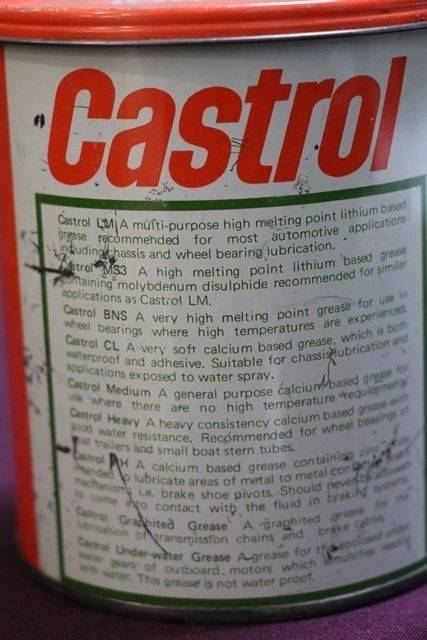 Castrol
Castrol LM A multi-purpose high melting point lithium based
grease recommended for most automotive applications
including chassis and wheel bearing lubrication.
Castrol MS3 A high melting point lithium based grease
containing molybdenum disulphide recommended for similar
applications as Castrol LM.
Castrol BNS A very high melting point grease for use in
wheel bearings where high temperatures are experienced.
Castrol CL A very soft calcium based grease, which is both
waterproof and adhesive. Suitable for chassis lubrication and
applications exposed to water spray.
Castrol Medium A general purpose calcium based grease for
use where there are no high temperature requirements.
Castrol Heavy A heavy consistency calcium based grease with
good water resistance. Recommended for wheel bearings of
boat trailers and small boat stern tubes.
Castrol PH A calcium based grease containing zinc
intended to lubricate areas of metal to metal contact
mechanism, i.e. brake shoe pivots. Should never be allowed
to come into contact with the fluid in braking systems
Castrol Graphited Grease A graphited grease for the
lubrication of transmission chains and brake cables.
Castrol Under-water Grease A grease for the enclosed under
water gears of outboard motors which emulsifies readily
with water. This grease is not water proof.